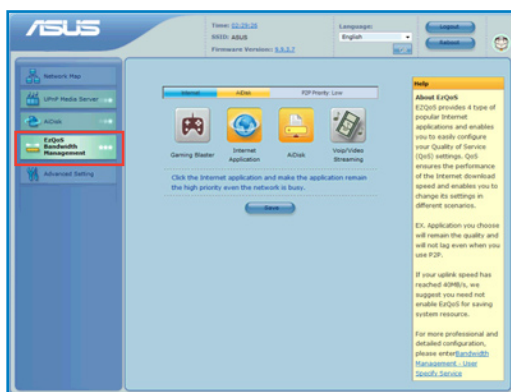 ASUS
Time: 02:29:28
SSID: ASUS
Firmware Version: 5.0.3.7
Language:
English
Logout
Reboot
Network Map
UPnP Media Server
AiDisk
EzQoS
Bandwidth
Management
Advanced Setting
Internet
AiDisk
P2P Priority: Low
Gaming Blaster
Internet
Application
AiDisk
Voip/Video
Streaming
Click the Internet application and make the application remain
the high priority even the network is busy.
Save
Help
About EzQoS
EZQoS provides 4 type of
popular Internet
applications and enables
you to easily configure
your Quality of Service
(QoS) settings. QoS
ensures the performance
of the Internet download
speed and enables you to
change its settings in
different scenarios.
EX. Application you choose
will remain the quality and
will not lag even when you
use P2P.
If your uplink speed has
reached 40MB/s, we
suggest you need not
enable EzQoS for saving
system resource.
For more professional and
detailed configuration,
please enterBandwidth
Management - User
Specify Service